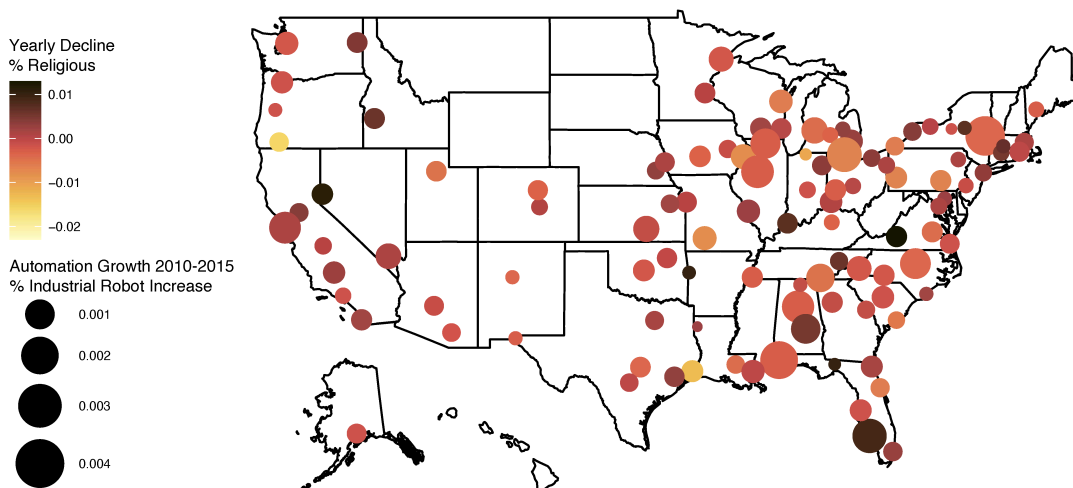 Yearly Decline
% Religious
0.01
0.00
−0.01
−0.02
Automation Growth 2010-2015
% Industrial Robot Increase
0.001
0.002
0.003
0.004